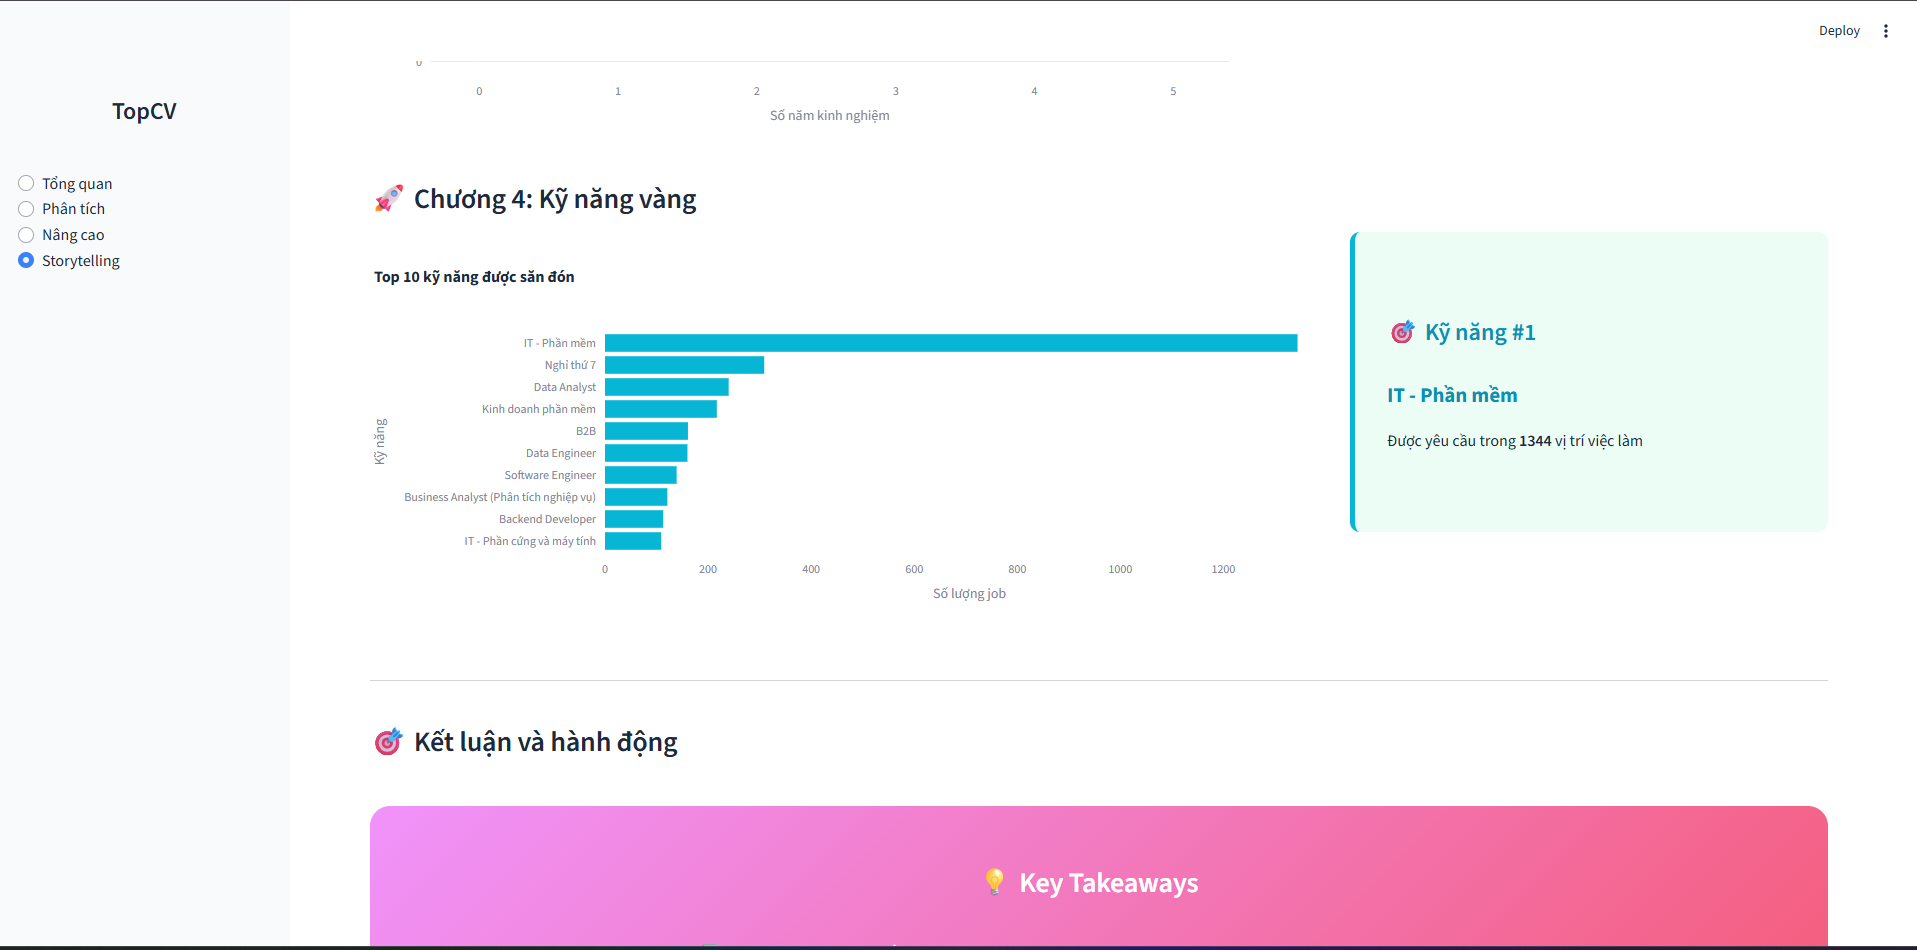 Deploy
TopCV
Tổng quan
Phân tích
Nâng cao
Storytelling
0
0 1 2 3 4 5
Số năm kinh nghiệm
Chương 4: Kỹ năng vàng
Top 10 kỹ năng được săn đón
Kỹ năng
IT - Phần mềm
Nghỉ thứ 7
Data Analyst
Kinh doanh phần mềm
B2B
Data Engineer
Software Engineer
Business Analyst (Phân tích nghiệp vụ)
Backend Developer
IT - Phần cứng và máy tính
0 200 400 600 800 1000 1200
Số lượng job
Kỹ năng #1
IT - Phần mềm
Được yêu cầu trong 1344 vị trí việc làm
Kết luận và hành động
Key Takeaways